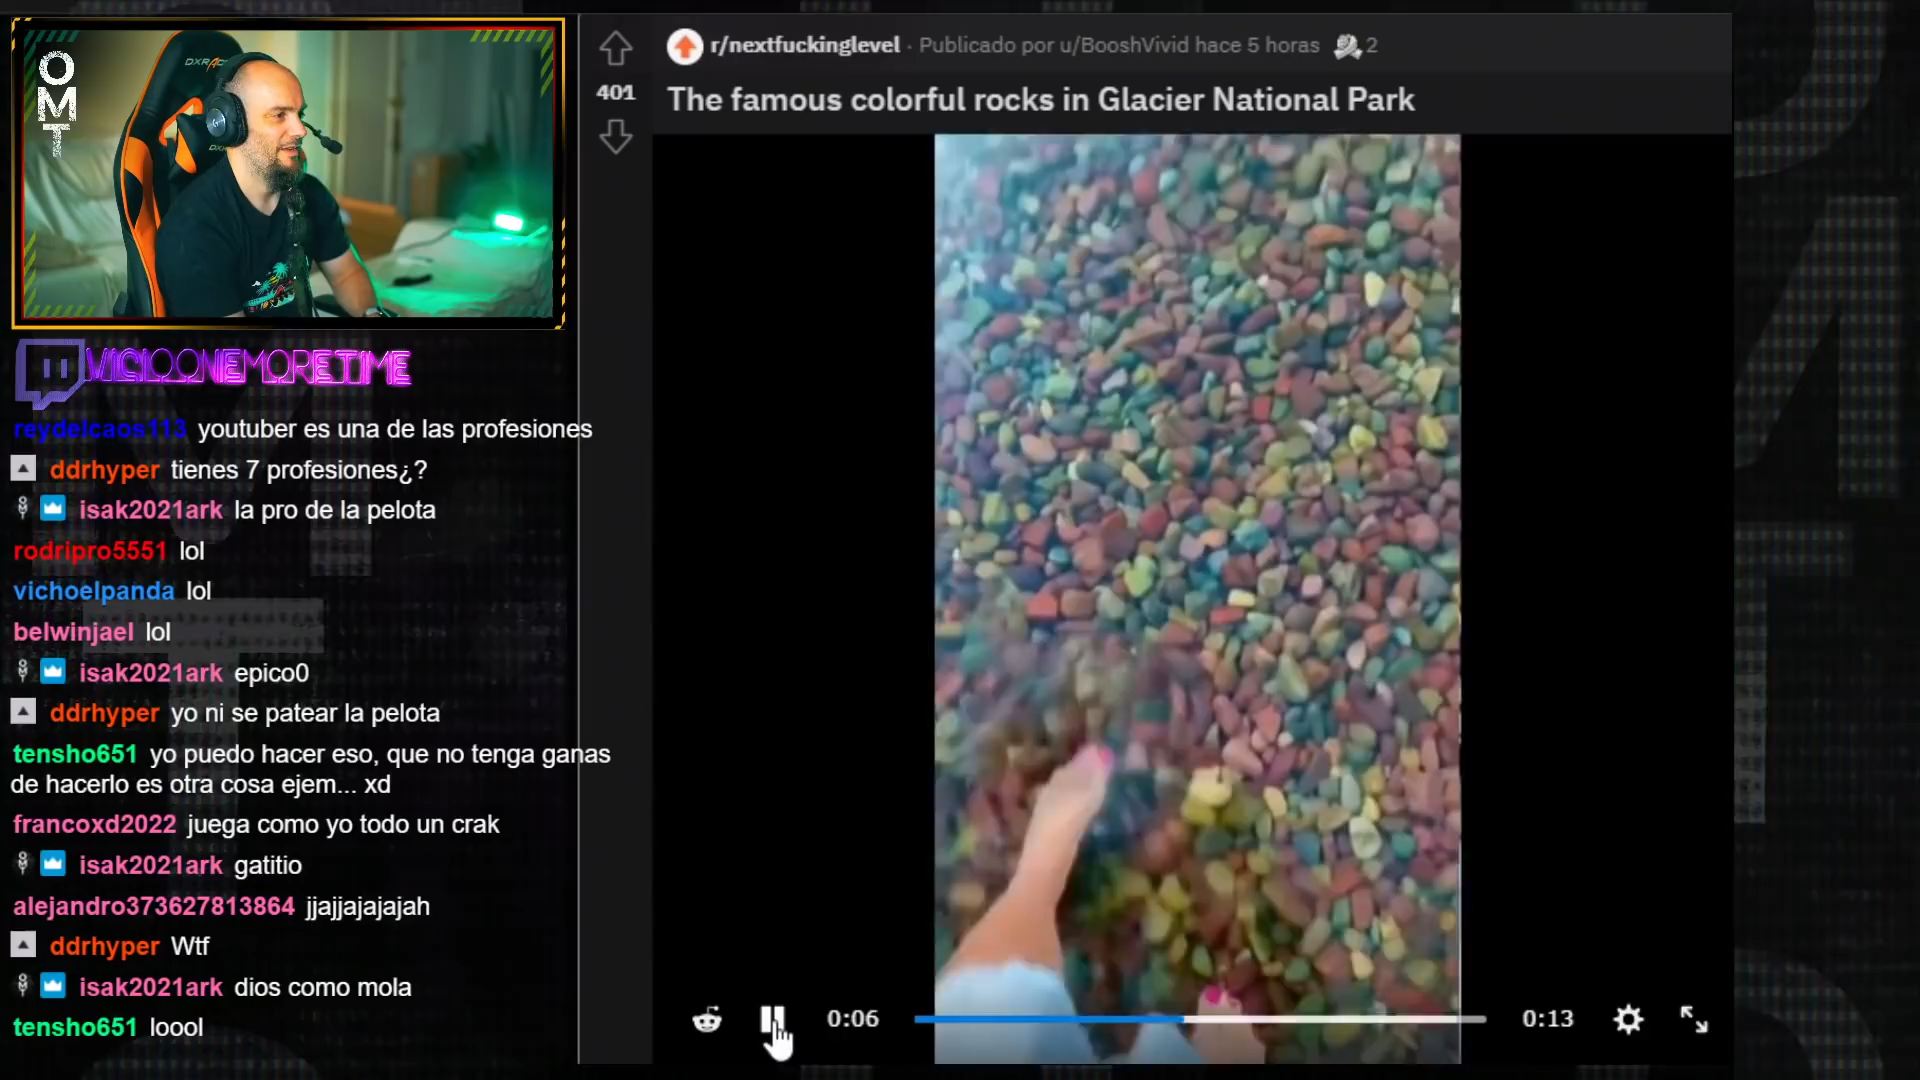 OMT
DXRACER
r/nextfuckinglevel · Publicado por u/BooshVivid hace 5 horas 2
401
The famous colorful rocks in Glacier National Park
VICIOONEMORETIME
reydelcaos113 youtuber es una de las profesiones
ddrhyper tienes 7 profesiones¿?
isak2021ark la pro de la pelota
rodripro5551 lol
vichoelpanda lol
belwinjael lol
isak2021ark epico0
ddrhyper yo ni se patear la pelota
tensho651 yo puedo hacer eso, que no tenga ganas
de hacerlo es otra cosa ejem... xd
francoxd2022 juega como yo todo un crak
isak2021ark gatitio
alejandro373627813864 jjajjajajajah
ddrhyper Wtf
isak2021ark dios como mola
tensho651 loool
0:06
0:13